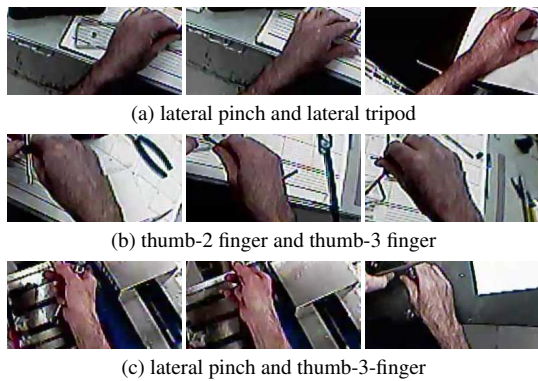 (a) lateral pinch and lateral tripod
(b) thumb-2 finger and thumb-3 finger
(c) lateral pinch and thumb-3-finger